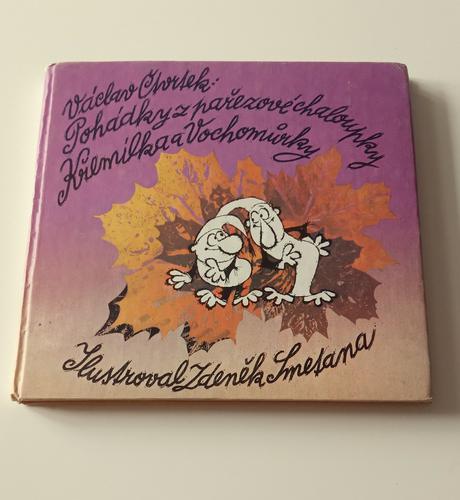 Václav Čtvrtek:
Pohádky z pařezové chaloupky
Křemílka a Vochomůrky
Ilustroval Zdeněk Smetana